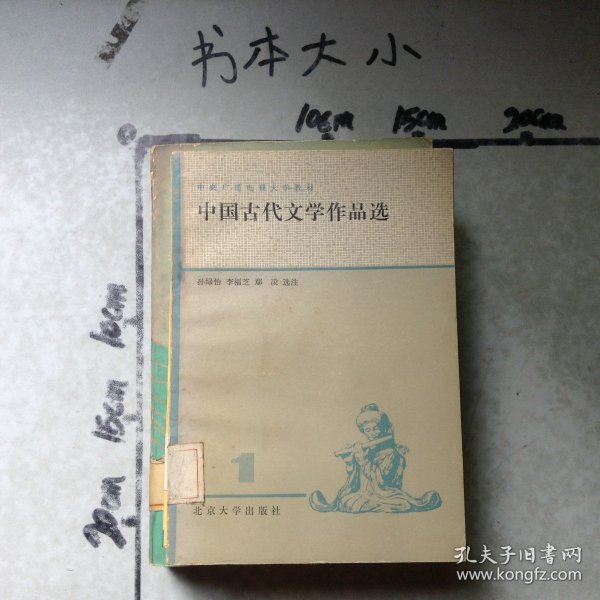 书本大小
10cm 15cm 20cm
中央广播电视大学教材
中国古代文学作品选
孙绿怡 李福芝 鄢 浚 选注
10cm
15cm
20cm
1
北京大学出版社
孔夫子旧书网
www.kongfz.com